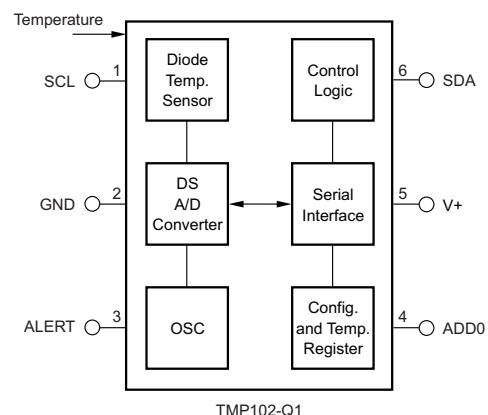 Temperature
SCL
1
Diode
Temp.
Sensor
Control
Logic
6
SDA
GND
2
DS
A/D
Converter
Serial
Interface
5
V+
ALERT
3
OSC
Config.
and Temp.
Register
4
ADD0
TMP102-Q1